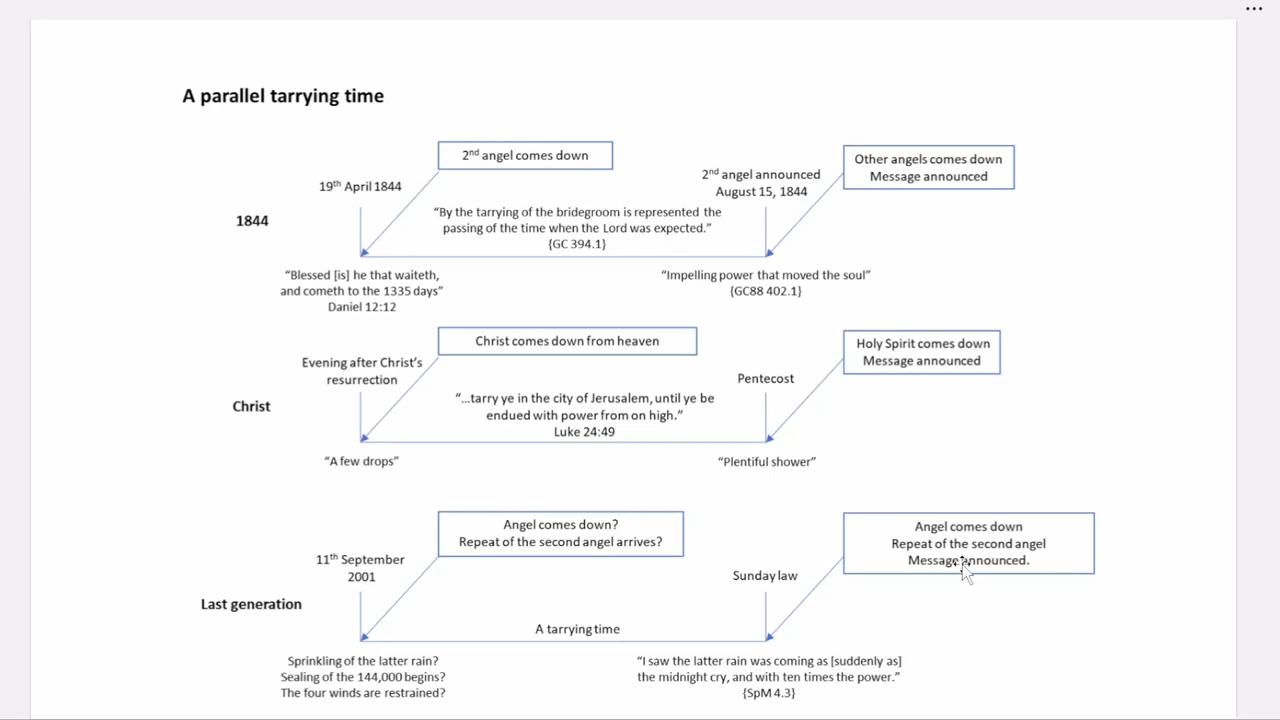 A parallel tarrying time
2nd angel comes down
19th April 1844
2nd angel announced
August 15, 1844
Other angels comes down
Message announced
1844
“By the tarrying of the bridegroom is represented the
passing of the time when the Lord was expected.”
{GC 394.1}
“Blessed [is] he that waiteth,
and cometh to the 1335 days”
Daniel 12:12
“Impelling power that moved the soul”
{GC88 402.1}
Christ comes down from heaven
Evening after Christ’s
resurrection
Pentecost
Holy Spirit comes down
Message announced
Christ
“…tarry ye in the city of Jerusalem, until ye be
endued with power from on high.”
Luke 24:49
“A few drops”
“Plentiful shower”
Angel comes down?
Repeat of the second angel arrives?
11th September
2001
Sunday law
Angel comes down
Repeat of the second angel
Message announced.
Last generation
A tarrying time
Sprinkling of the latter rain?
Sealing of the 144,000 begins?
The four winds are restrained?
“I saw the latter rain was coming as [suddenly as]
the midnight cry, and with ten times the power.”
{SpM 4.3}